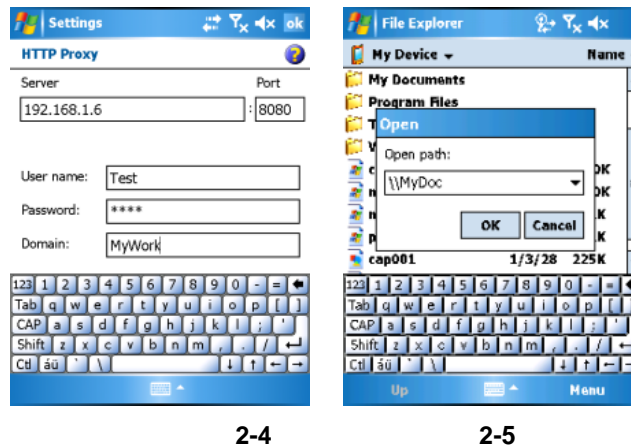 Settings
ok
HTTP Proxy
Server Port
192.168.1.6 : 8080
User name: Test
Password: ****
Domain: MyWork
123 1 2 3 4 5 6 7 8 9 0 - =
Tab q w e r t y u i o p [ ]
CAP a s d f g h j k l ; '
Shift z x c v b n m , . /
Ctl áü ` \
2-4
File Explorer
My Device Name
My Documents
Program Files
Open
Open path:
\\MyDoc
OK Cancel
cap001 1/3/28 225K
123 1 2 3 4 5 6 7 8 9 0 - =
Tab q w e r t y u i o p [
CAP a s d f g h j k l ; '
Shift z x c v b n m , . /
Ctl áü ` \
Up Menu
2-5